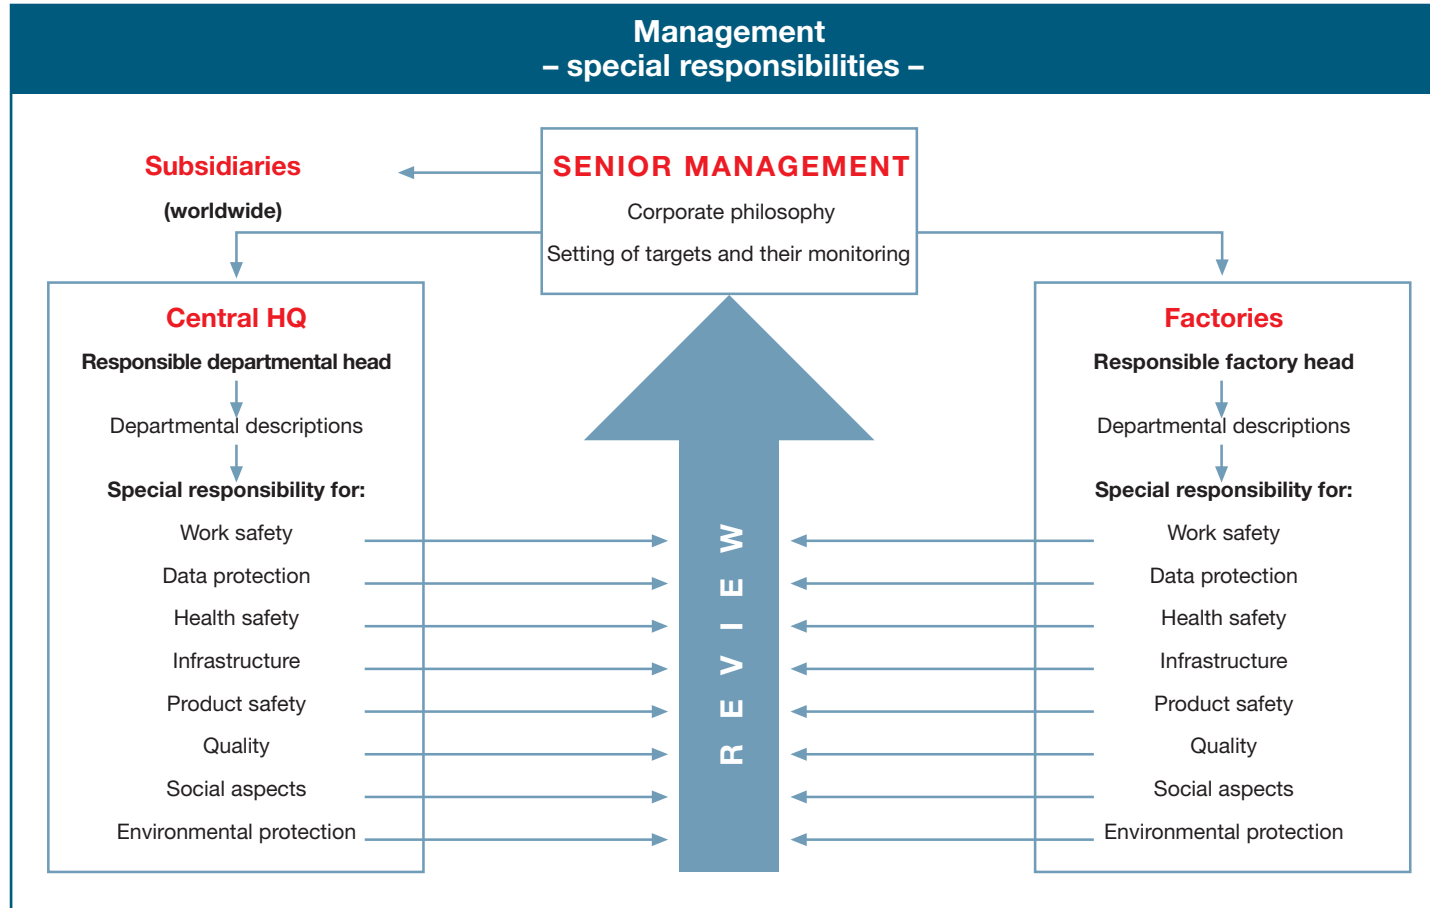 Management
– special responsibilities –
Subsidiaries
(worldwide)
SENIOR MANAGEMENT
Corporate philosophy
Setting of targets and their monitoring
Central HQ
Responsible departmental head
Departmental descriptions
Special responsibility for:
Work safety
Data protection
Health safety
Infrastructure
Product safety
Quality
Social aspects
Environmental protection
REVIEW
Factories
Responsible factory head
Departmental descriptions
Special responsibility for:
Work safety
Data protection
Health safety
Infrastructure
Product safety
Quality
Social aspects
Environmental protection